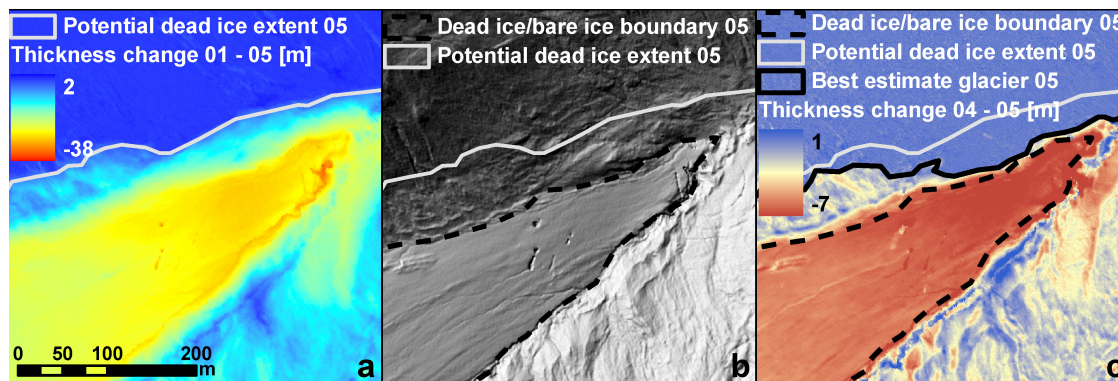 Potential dead ice extent 05
Thickness change 01 - 05 [m]
2
-38
0 50 100 200
m
a
Dead ice/bare ice boundary 05
Potential dead ice extent 05
b
Dead ice/bare ice boundary 05
Potential dead ice extent 05
Best estimate glacier 05
Thickness change 04 - 05 [m]
1
-7
c